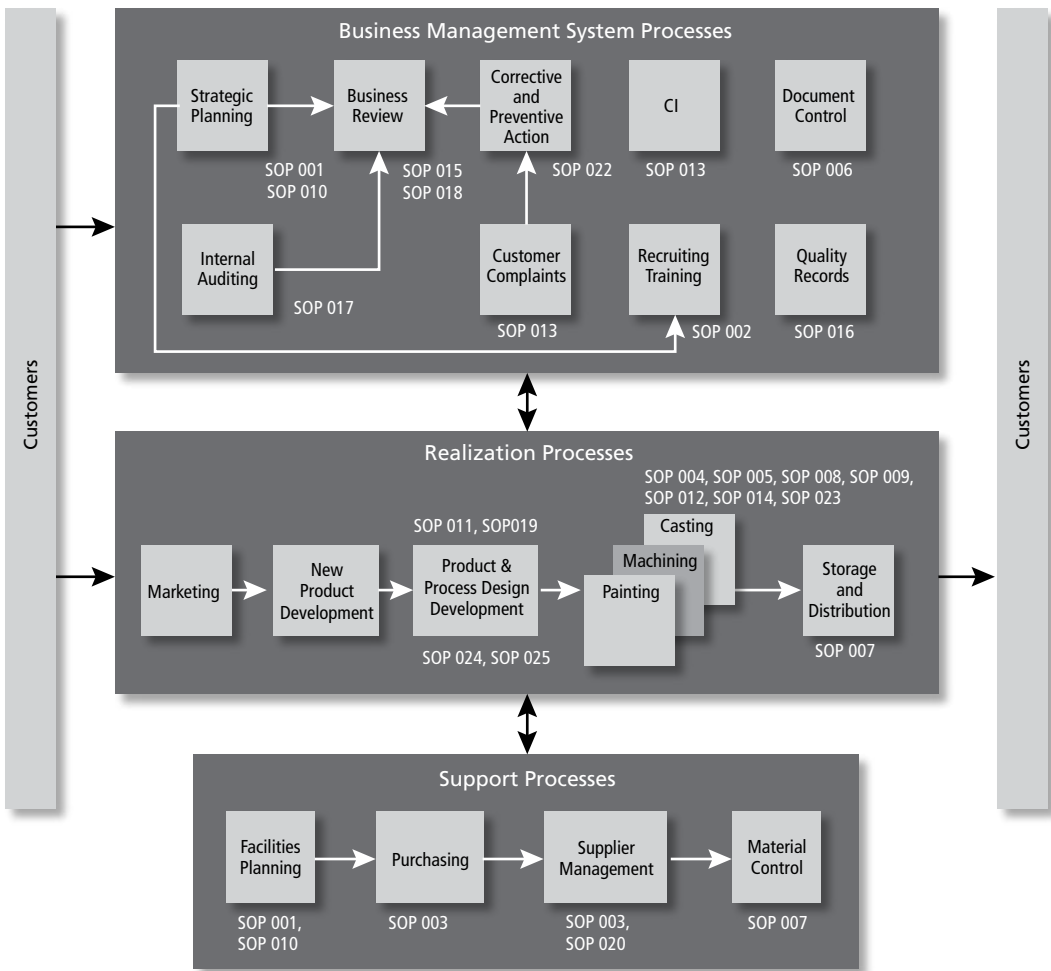 Customers
Business Management System Processes
Strategic
Planning
Business
Review
Corrective
and
Preventive
Action
CI
Document
Control
SOP 001
SOP 010
SOP 015
SOP 018
SOP 022
SOP 013
SOP 006
Internal
Auditing
Customer
Complaints
Recruiting
Training
Quality
Records
SOP 017
SOP 013
SOP 002
SOP 016
Realization Processes
SOP 004, SOP 005, SOP 008, SOP 009,
SOP 012, SOP 014, SOP 023
SOP 011, SOP019
Marketing
New
Product
Development
Product &
Process Design
Development
Casting
Machining
Painting
Storage
and
Distribution
SOP 024, SOP 025
SOP 007
Support Processes
Facilities
Planning
Purchasing
Supplier
Management
Material
Control
SOP 001,
SOP 010
SOP 003
SOP 003,
SOP 020
SOP 007
Customers